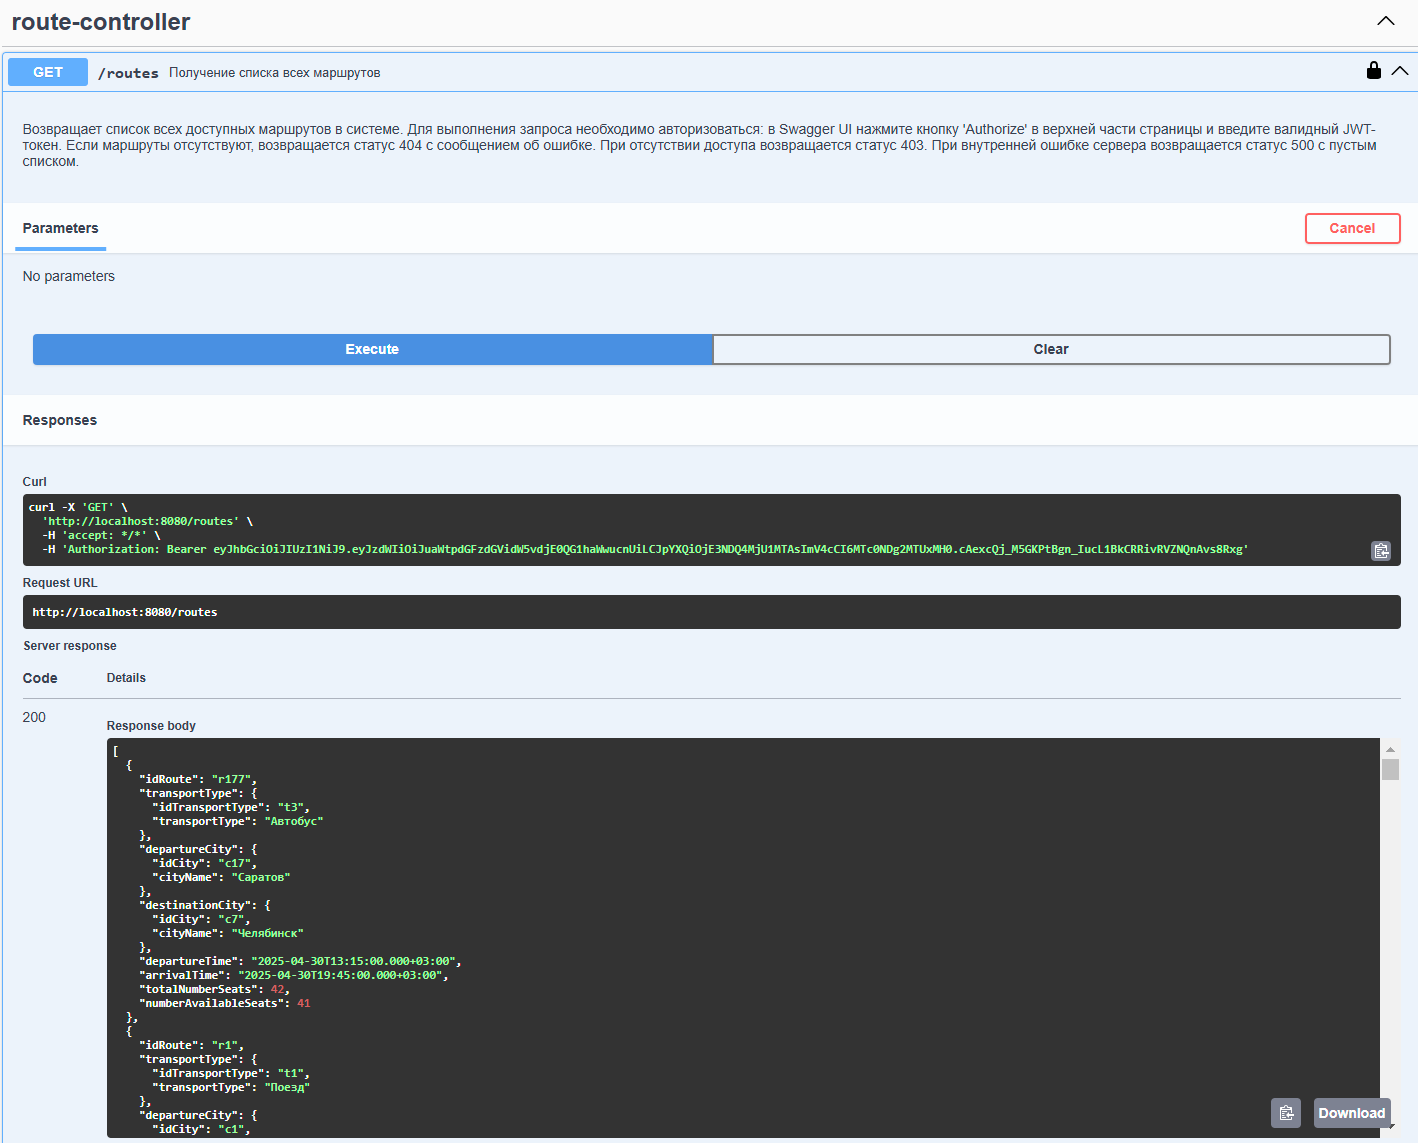 route-controller
GET /routes Получение списка всех маршрутов
Возвращает список всех доступных маршрутов в системе. Для выполнения запроса необходимо авторизоваться: в Swagger UI нажмите кнопку 'Authorize' в верхней части страницы и введите валидный JWT-
токен. Если маршруты отсутствуют, возвращается статус 404 с сообщением об ошибке. При отсутствии доступа возвращается статус 403. При внутренней ошибке сервера возвращается статус 500 с пустым
списком.
Parameters
Cancel
No parameters
Execute
Clear
Responses
Curl
curl -X 'GET' \
'http://localhost:8080/routes' \
-H 'accept: */*' \
-H 'Authorization: Bearer eyJhbGciOiJIUzI1NiJ9.eyJzdWIiOiJuaWtpdGFzdGVidW5vdjE0QG1haWwucnUiLCJpYXQiOjE3NDQ4MjU1MTAsImV4cCI6MTc0NDg2MTUxMH0.cAexcQj_M5GKPtBgn_IucL1BkCRRivRVZNQnAvs8Rxg'
Request URL
http://localhost:8080/routes
Server response
Code Details
200
Response body
[
{
"idRoute": "r177",
"transportType": {
"idTransportType": "t3",
"transportType": "Автобус"
},
"departureCity": {
"idCity": "c17",
"cityName": "Саратов"
},
"destinationCity": {
"idCity": "c7",
"cityName": "Челябинск"
},
"departureTime": "2025-04-30T13:15:00.000+03:00",
"arrivalTime": "2025-04-30T19:45:00.000+03:00",
"totalNumberSeats": 42,
"numberAvailableSeats": 41
},
{
"idRoute": "r1",
"transportType": {
"idTransportType": "t1",
"transportType": "Поезд"
},
"departureCity": {
"idCity": "c1",
Download